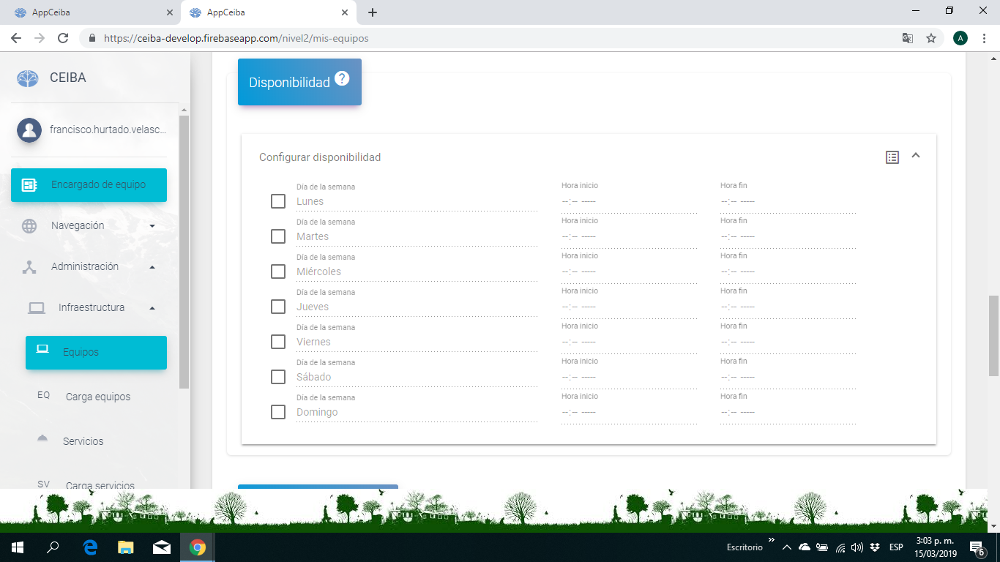 AppCeiba
AppCeiba
https://ceiba-develop.firebaseapp.com/nivel2/mis-equipos
A
CEIBA
francisco.hurtado.velasc...
Encargado de equipo
Navegación
Administración
Infraestructura
Equipos
EQ Carga equipos
Servicios
SV Carga servicios
Disponibilidad ?
Configurar disponibilidad
Día de la semana Hora inicio Hora fin
Lunes --:-- ----- --:-- -----
Día de la semana Hora inicio Hora fin
Martes --:-- ----- --:-- -----
Día de la semana Hora inicio Hora fin
Miércoles --:-- ----- --:-- -----
Día de la semana Hora inicio Hora fin
Jueves --:-- ----- --:-- -----
Día de la semana Hora inicio Hora fin
Viernes --:-- ----- --:-- -----
Día de la semana Hora inicio Hora fin
Sábado --:-- ----- --:-- -----
Día de la semana Hora inicio Hora fin
Domingo --:-- ----- --:-- -----
Escritorio » ESP 3:03 p. m.
15/03/2019 6